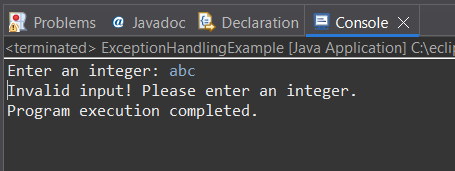 Problems @ Javadoc Declaration Console
<terminated> ExceptionHandlingExample [Java Application] C:\eclip
Enter an integer: abc
Invalid input! Please enter an integer.
Program execution completed.